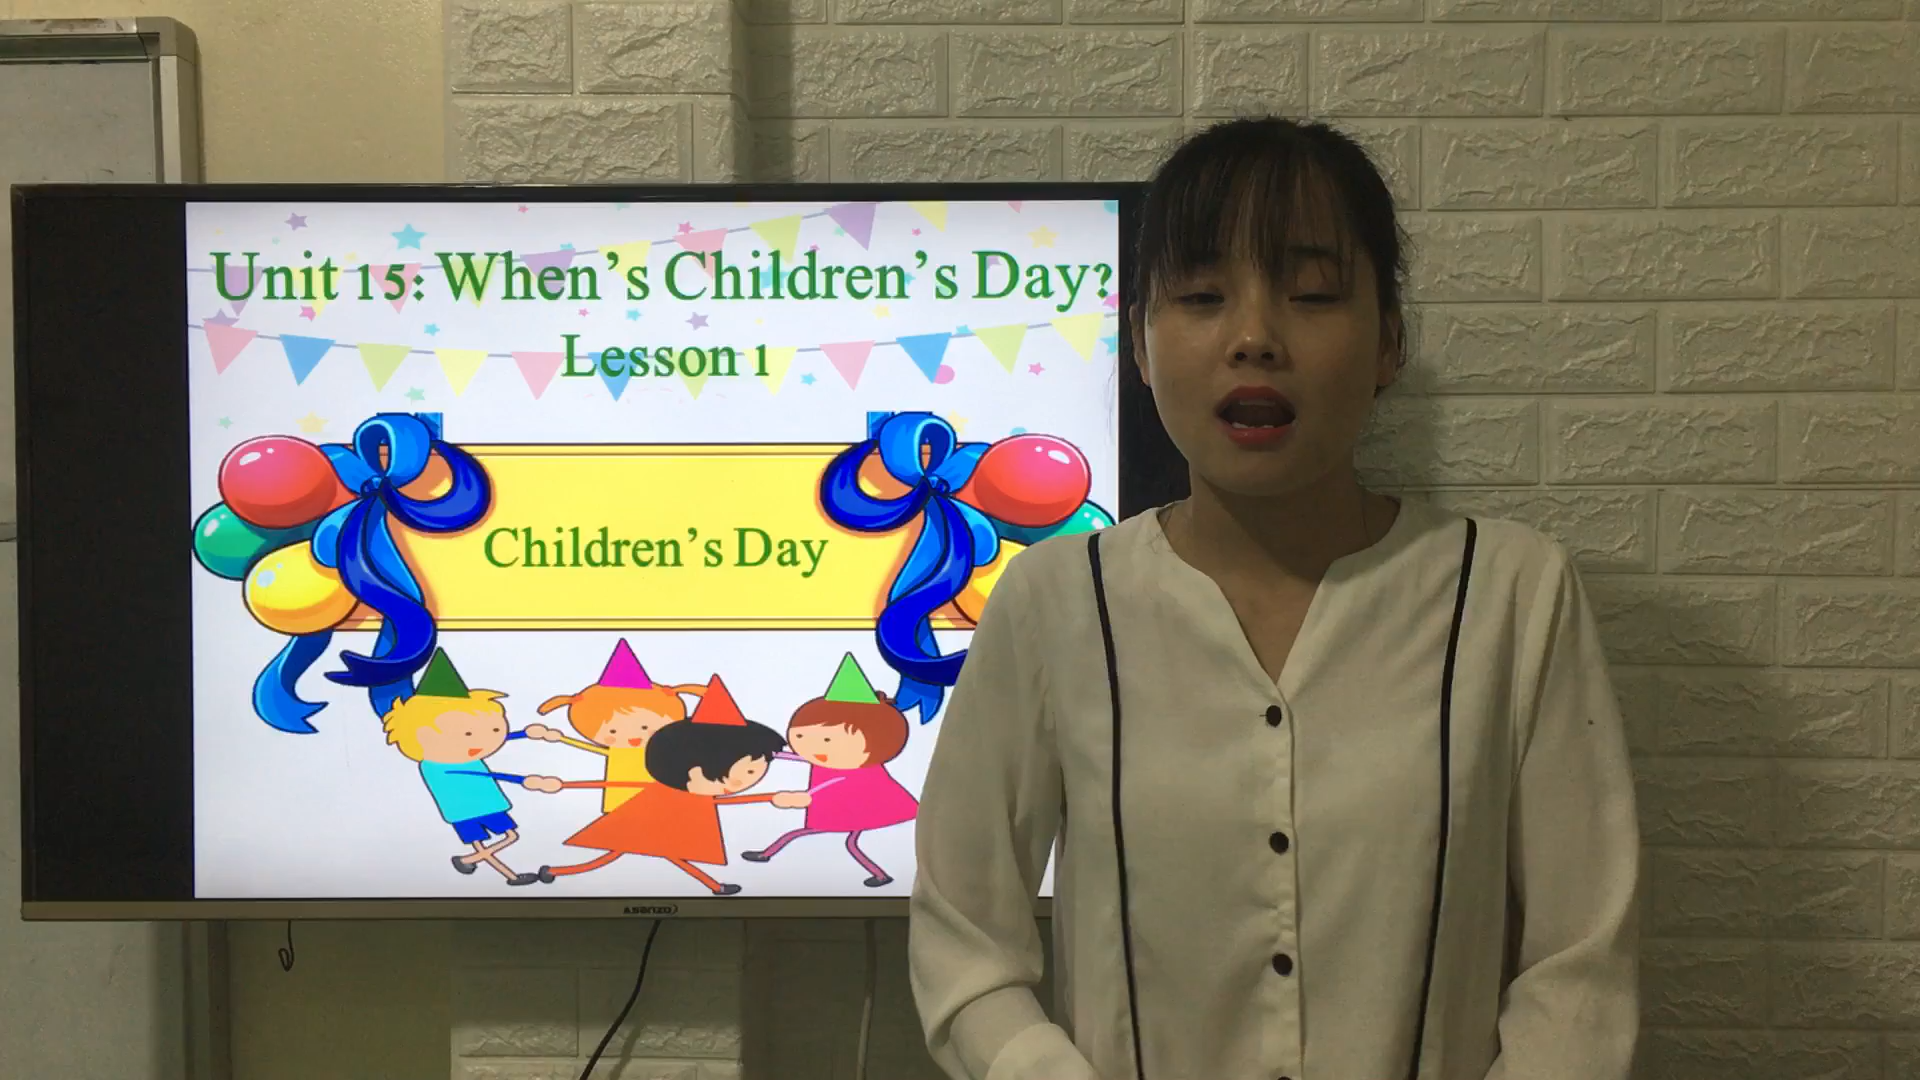 Unit 15: When’s Children’s Day?
Lesson 1
Children’s Day
ASANZO